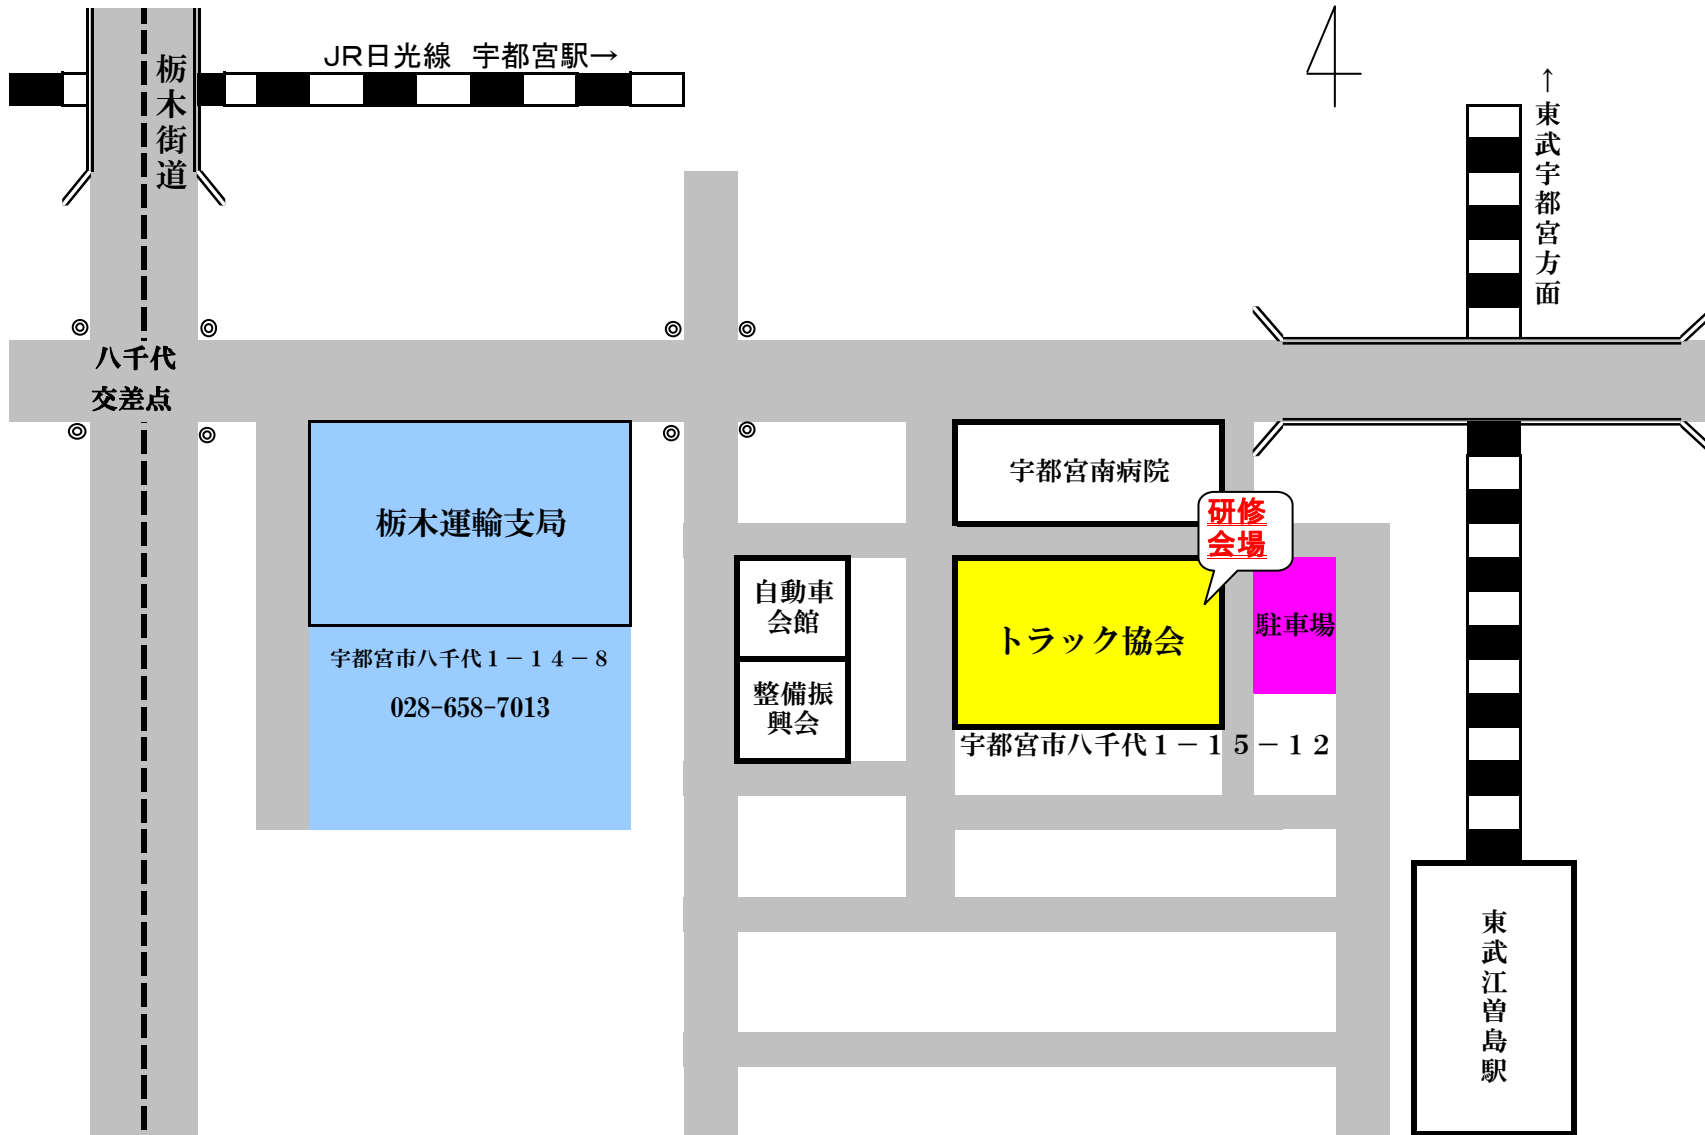 JR日光線　宇都宮駅→
栃木街道
↑東武宇都宮方面
八千代
交差点
宇都宮南病院
研修
会場
栃木運輸支局
自動車
会館
トラック協会
駐車場
宇都宮市八千代１－１４－８
028-658-7013
整備振
興会
宇都宮市八千代１－１５－１２
東武江曽島駅